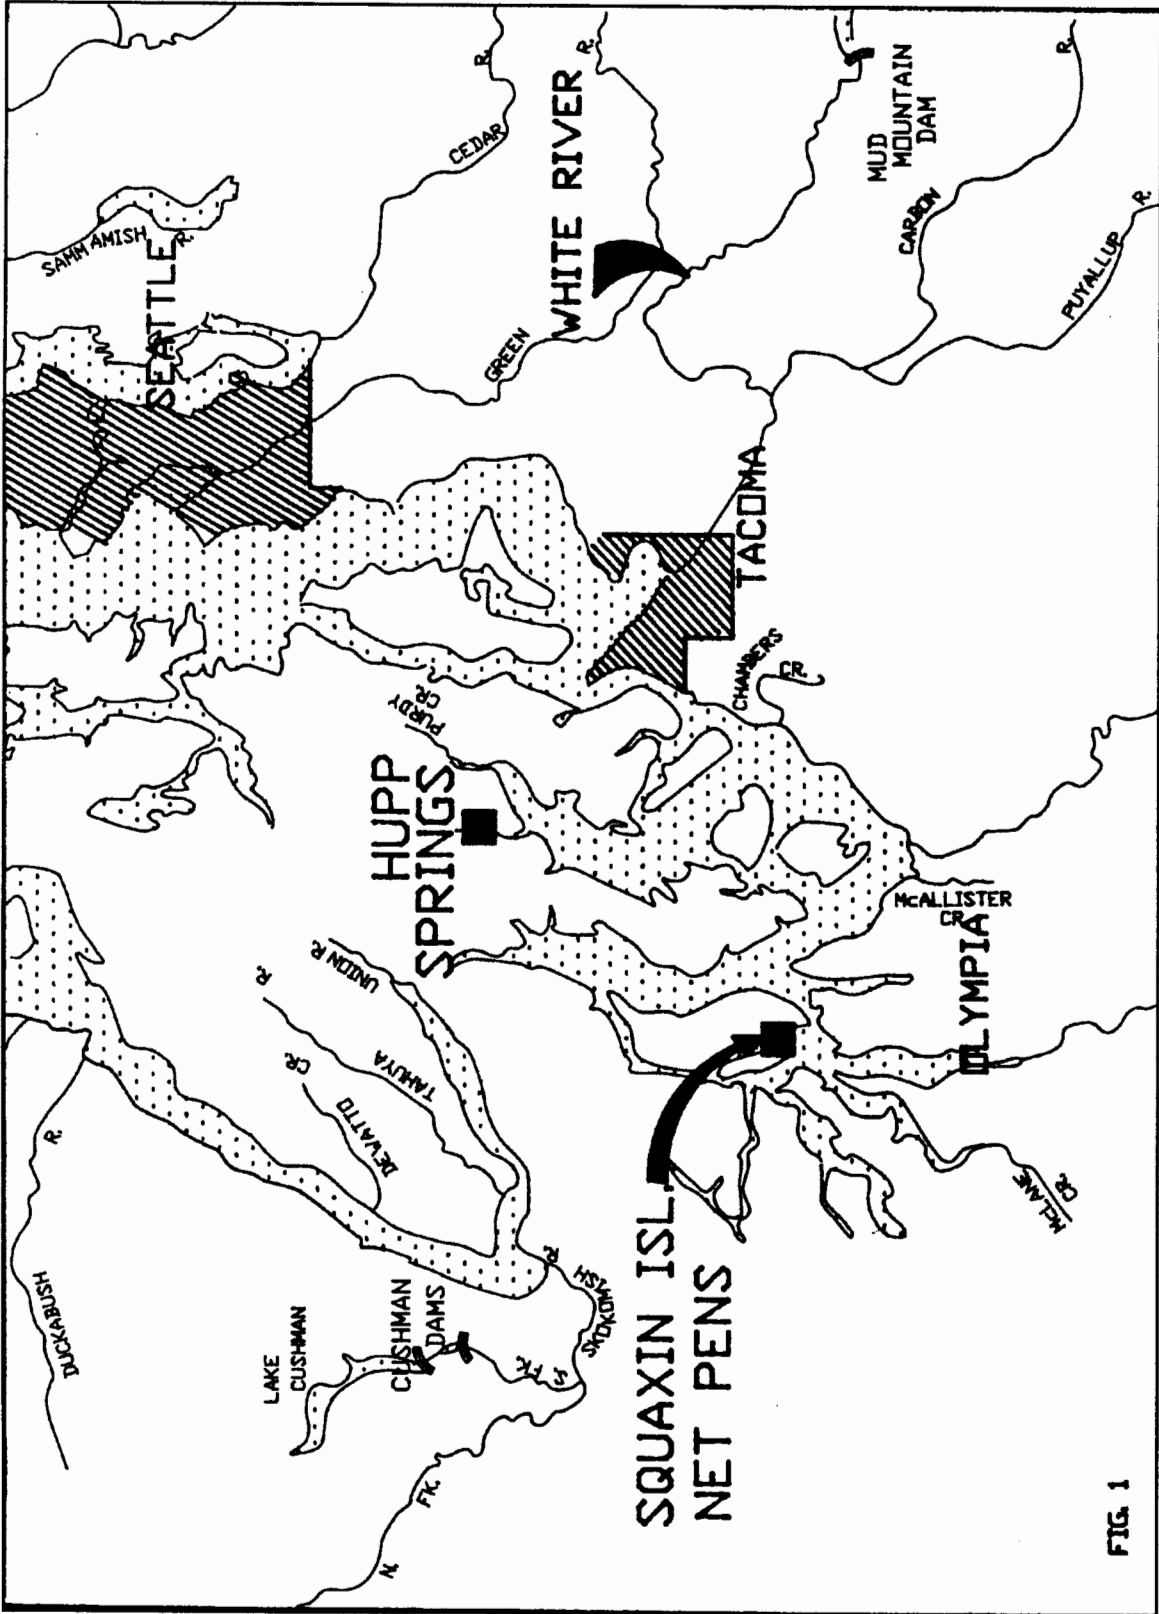 DUCKABUSH
R.
SAMMAMISH
R.
SEATTLE
CEDAR
R.
LAKE
CUSHMAN
CUSHMAN
DAMS
DEWATTO
CR.
TAHUYA
R.
UNION R.
HUPP
SPRINGS
PURDY
CR.
GREEN
R.
WHITE RIVER
N.
FK.
S.
FK.
SKOKOMISH
R.
SQUAXIN ISL.
NET PENS
TACOMA
CHAMBERS
CR.
MUD
MOUNTAIN
DAM
CARBON
R.
PUYALLUP
R.
McALLISTER
CR.
OLYMPIA
McLANE
CR.
FIG. 1